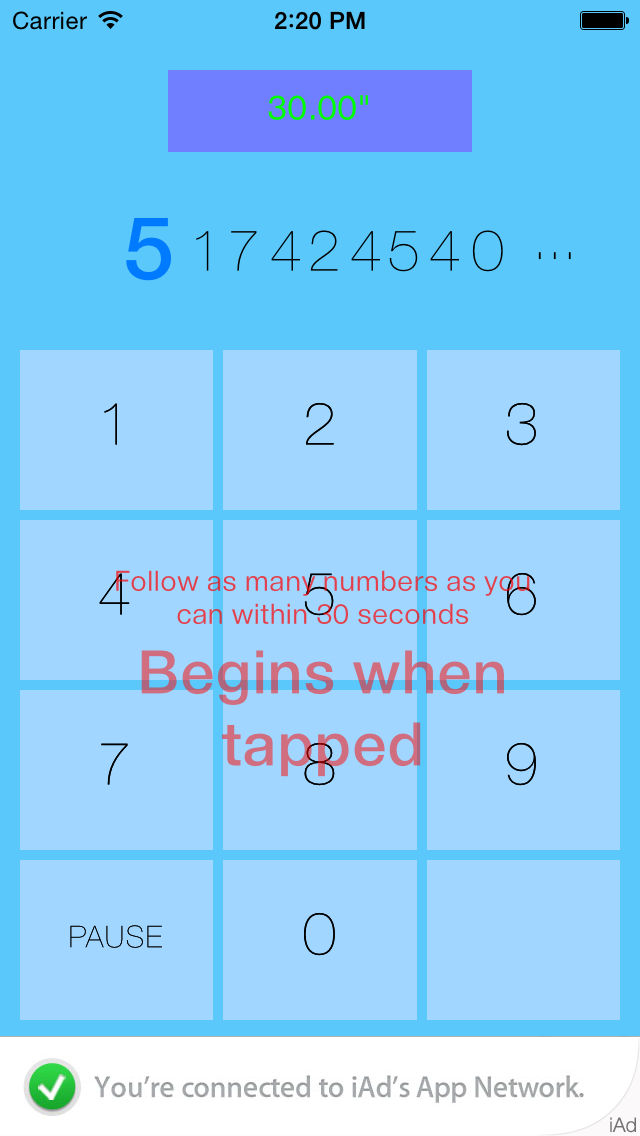 Carrier 2:20 PM
30.00"
5 17424540 ...
1 2 3
4 5 6
Follow as many numbers as you
can within 30 seconds
Begins when
tapped
7 8 9
PAUSE 0
You're connected to iAd's App Network.
iAd